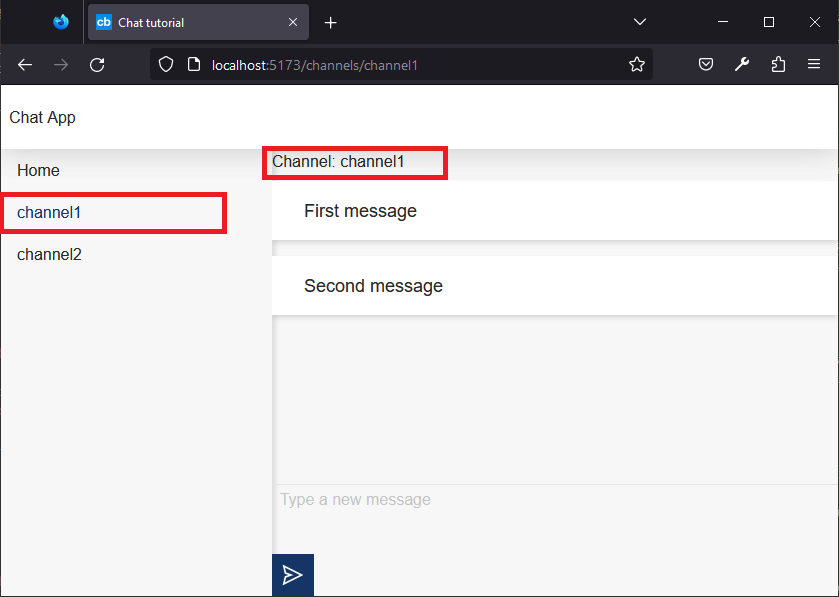 cb Chat tutorial
localhost:5173/channels/channel1
Chat App
Home
channel1
channel2
Channel: channel1
First message
Second message
Type a new message